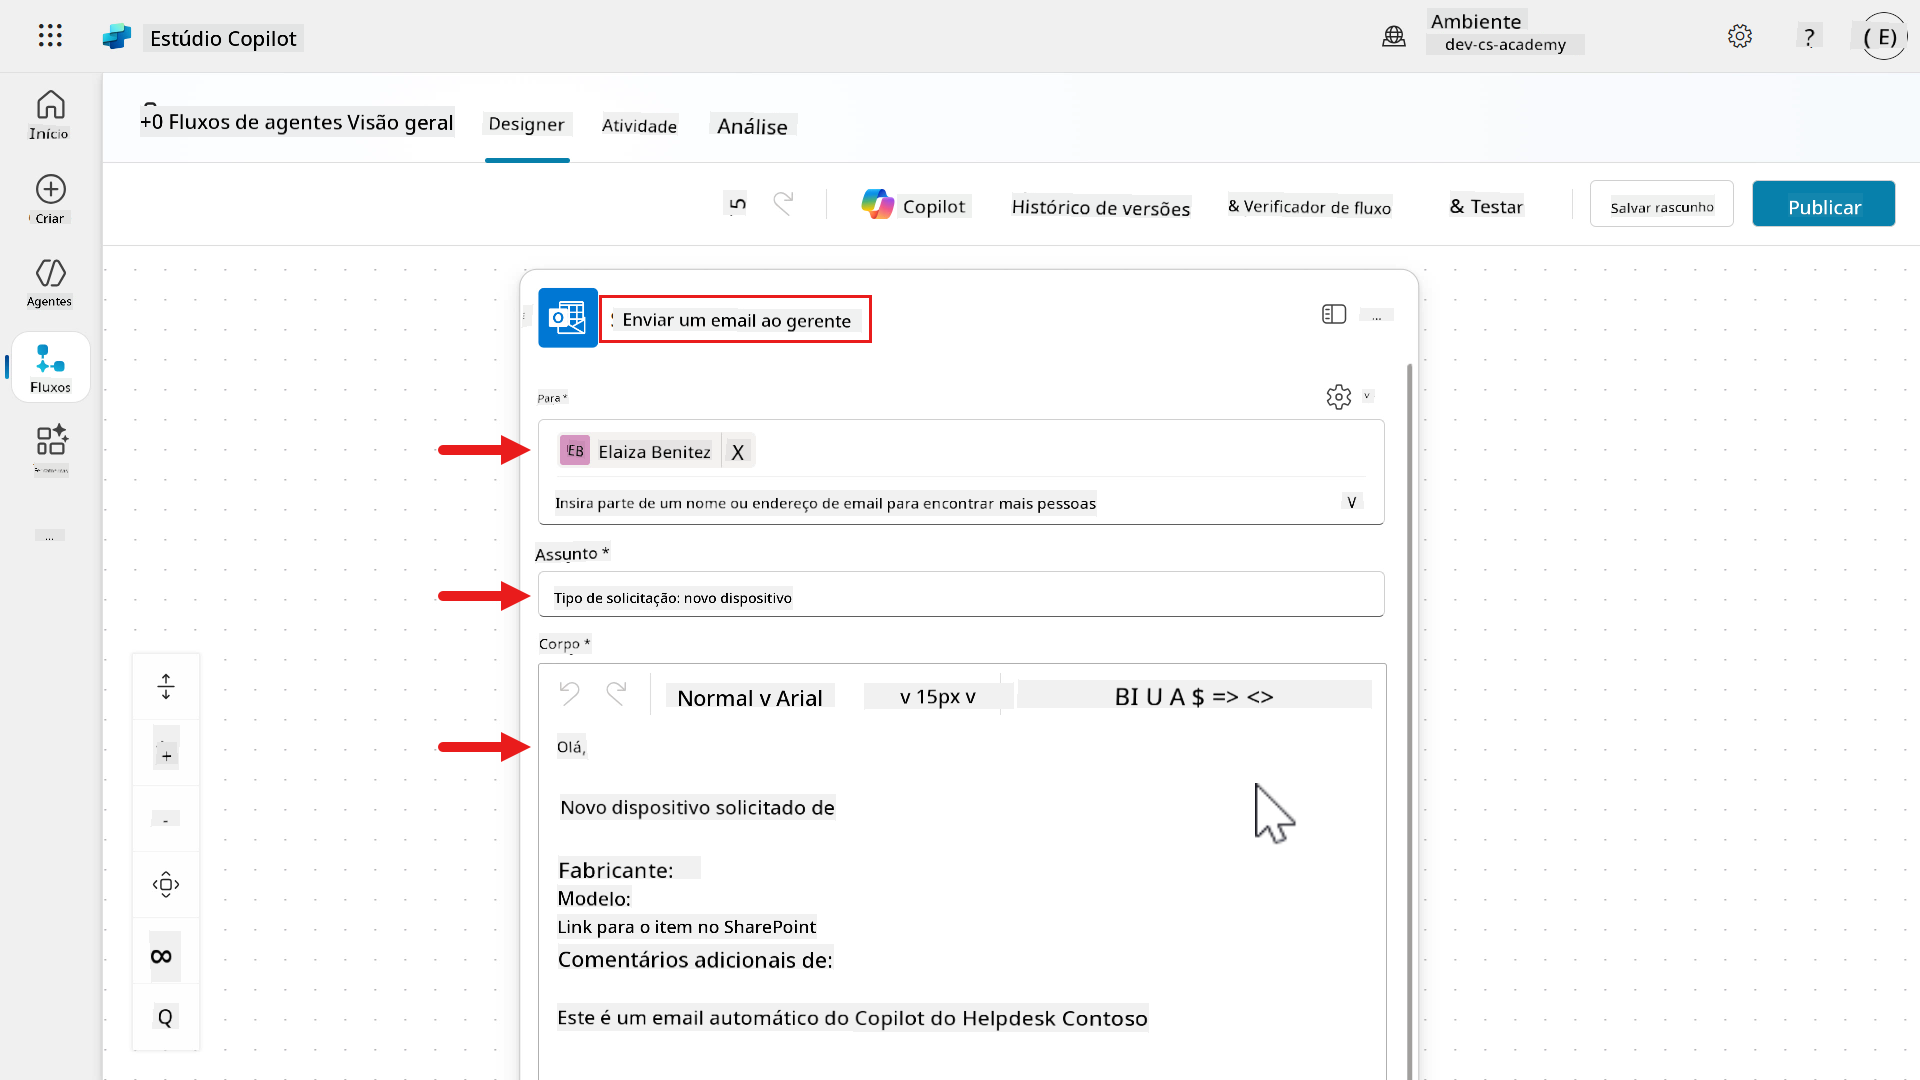 Estúdio Copilot
Ambiente
dev-cs-academy
?
( E)
Início
Criar
Agentes
Fluxos
...
+0 Fluxos de agentes Visão geral
Designer
Atividade
Análise
Copilot
Histórico de versões
& Verificador de fluxo
& Testar
Salvar rascunho
Publicar
Enviar um email ao gerente
...
Para *
EB
Elaiza Benitez
X
Insira parte de um nome ou endereço de email para encontrar mais pessoas
V
Assunto *
Tipo de solicitação: novo dispositivo
Corpo *
Normal v Arial
v 15px v
BI U A $ => <>
Olá,
Novo dispositivo solicitado de
Fabricante:
Modelo:
Link para o item no SharePoint
Comentários adicionais de:
Este é um email automático do Copilot do Helpdesk Contoso
+
-
∞
Q